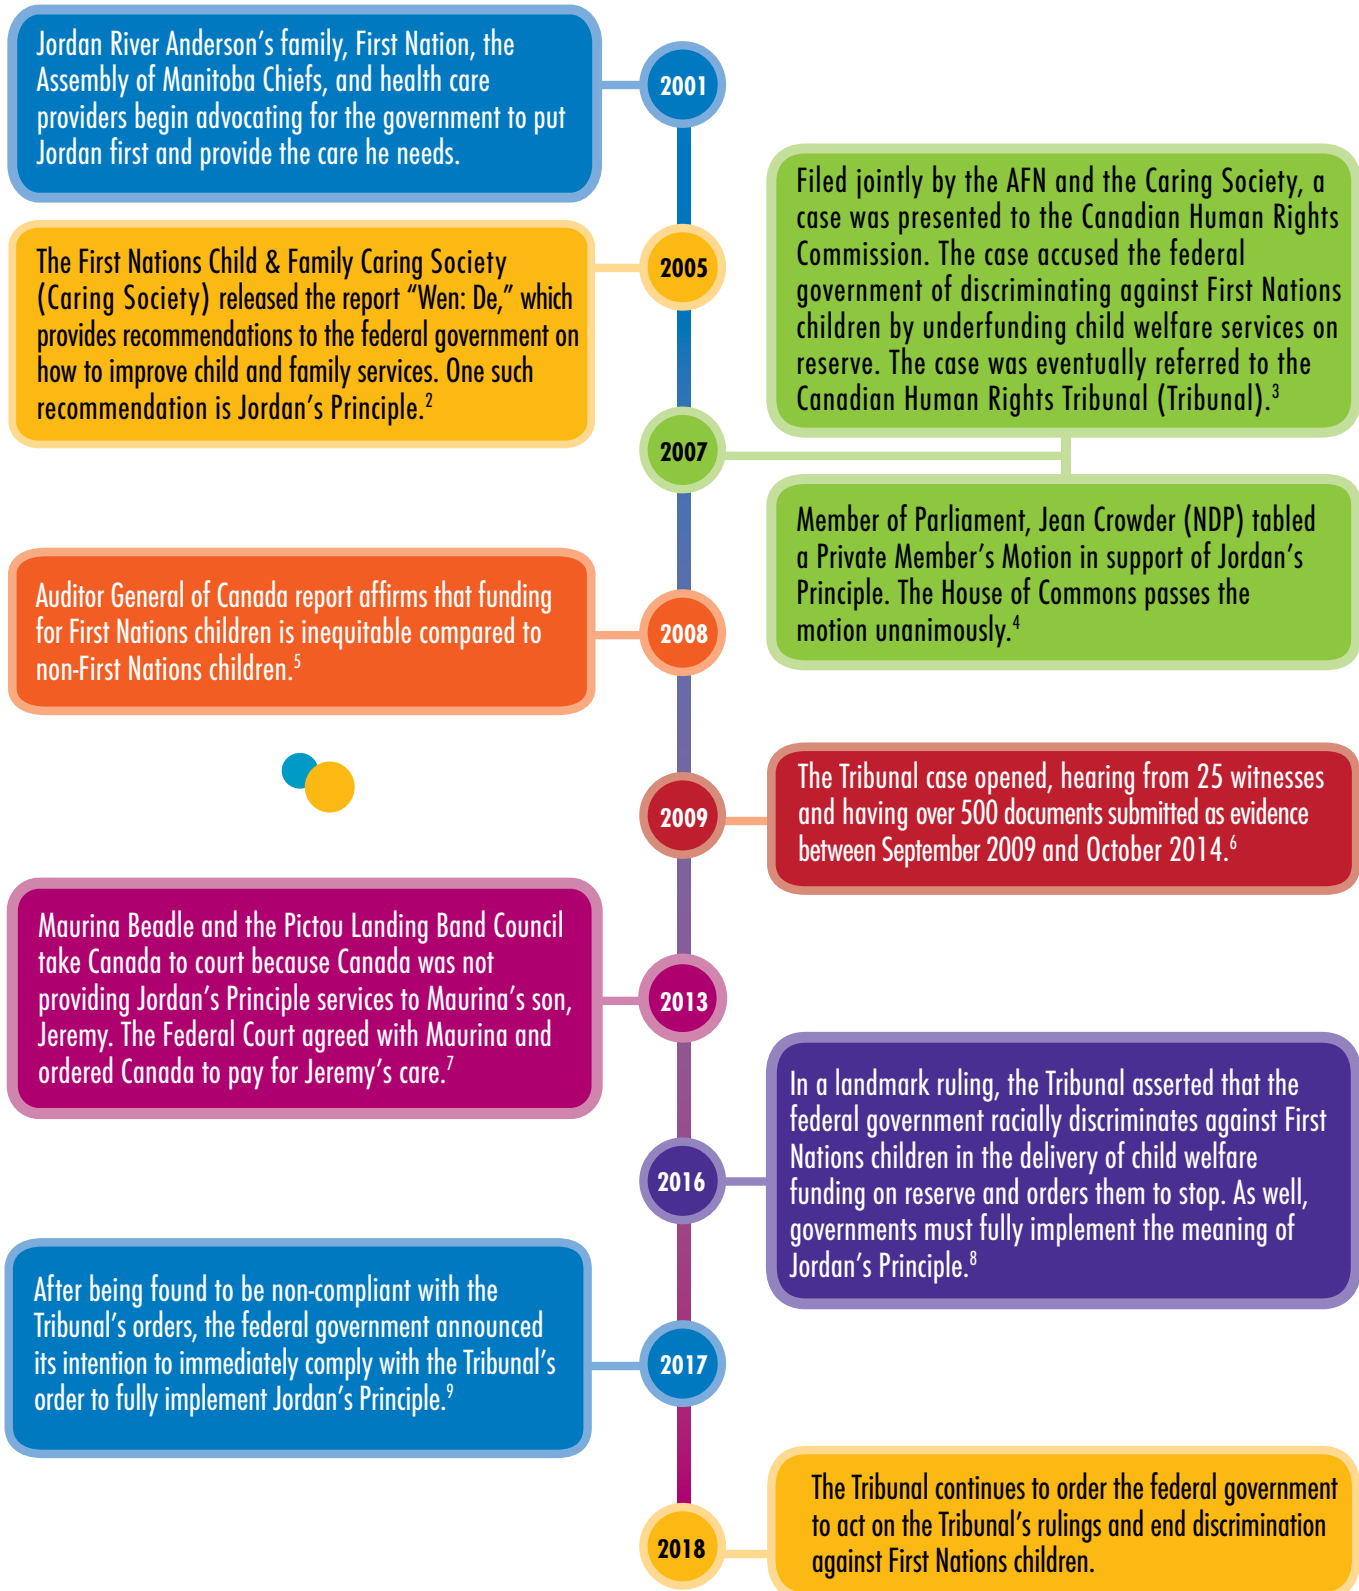 2001
Jordan River Anderson’s family, First Nation, the
Assembly of Manitoba Chiefs, and health care
providers begin advocating for the government to put
Jordan first and provide the care he needs.
2005
The First Nations Child & Family Caring Society
(Caring Society) released the report “Wen: De,” which
provides recommendations to the federal government on
how to improve child and family services. One such
recommendation is Jordan’s Principle.2
2007
Filed jointly by the AFN and the Caring Society, a
case was presented to the Canadian Human Rights
Commission. The case accused the federal
government of discriminating against First Nations
children by underfunding child welfare services on
reserve. The case was eventually referred to the
Canadian Human Rights Tribunal (Tribunal).3
Member of Parliament, Jean Crowder (NDP) tabled
a Private Member’s Motion in support of Jordan’s
Principle. The House of Commons passes the
motion unanimously.4
2008
Auditor General of Canada report affirms that funding
for First Nations children is inequitable compared to
non-First Nations children.5
2009
The Tribunal case opened, hearing from 25 witnesses
and having over 500 documents submitted as evidence
between September 2009 and October 2014.6
2013
Maurina Beadle and the Pictou Landing Band Council
take Canada to court because Canada was not
providing Jordan’s Principle services to Maurina’s son,
Jeremy. The Federal Court agreed with Maurina and
ordered Canada to pay for Jeremy’s care.7
2016
In a landmark ruling, the Tribunal asserted that the
federal government racially discriminates against First
Nations children in the delivery of child welfare
funding on reserve and orders them to stop. As well,
governments must fully implement the meaning of
Jordan’s Principle.8
2017
After being found to be non-compliant with the
Tribunal’s orders, the federal government announced
its intention to immediately comply with the Tribunal’s
order to fully implement Jordan’s Principle.9
2018
The Tribunal continues to order the federal government
to act on the Tribunal’s rulings and end discrimination
against First Nations children.